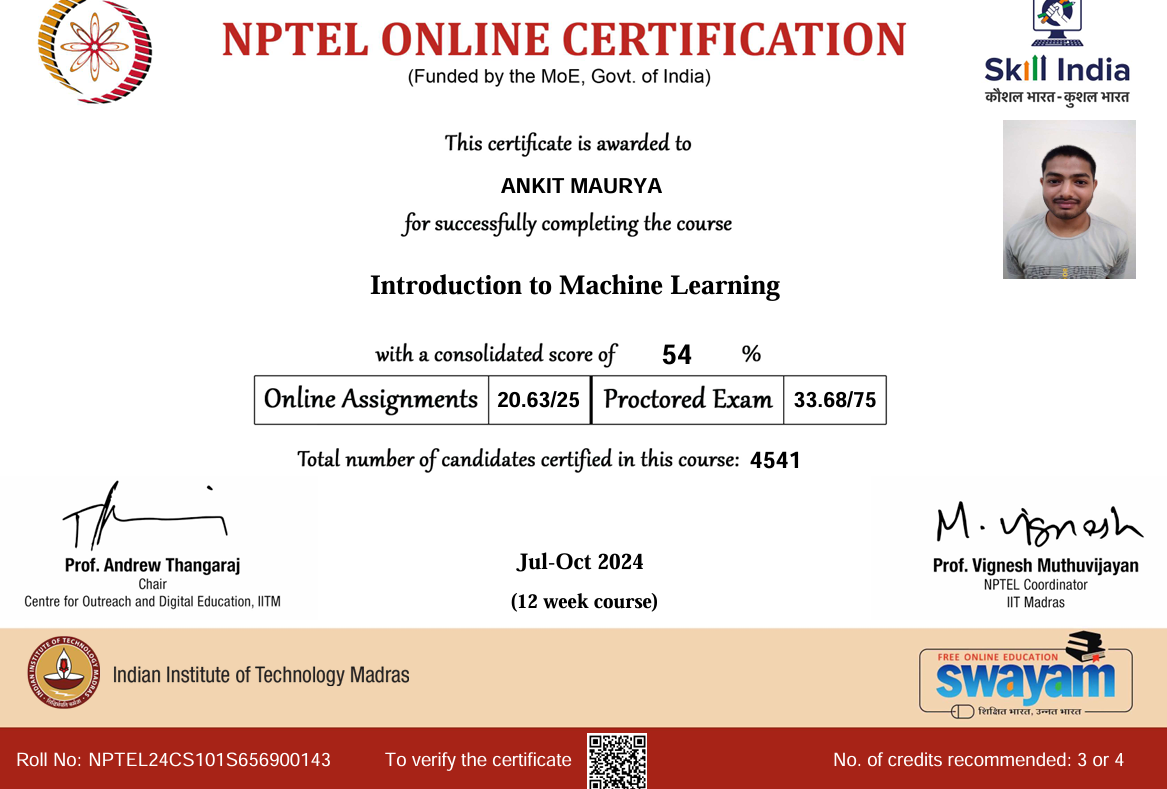 NPTEL ONLINE CERTIFICATION
(Funded by the MoE, Govt. of India)
Skill India
कौशल भारत - कुशल भारत
This certificate is awarded to
ANKIT MAURYA
for successfully completing the course
Introduction to Machine Learning
with a consolidated score of 54 %
Online Assignments 20.63/25 Proctored Exam 33.68/75
Total number of candidates certified in this course: 4541
M. Vignesh
Prof. Andrew Thangaraj
Chair
Centre for Outreach and Digital Education, IITM
Jul-Oct 2024
(12 week course)
Prof. Vignesh Muthuvijayan
NPTEL Coordinator
IIT Madras
INDIAN INSTITUTE OF TECHNOLOGY MADRAS
Indian Institute of Technology Madras
FREE ONLINE EDUCATION
swayam
शिक्षित भारत, उन्नत भारत
Roll No: NPTEL24CS101S656900143 To verify the certificate No. of credits recommended: 3 or 4